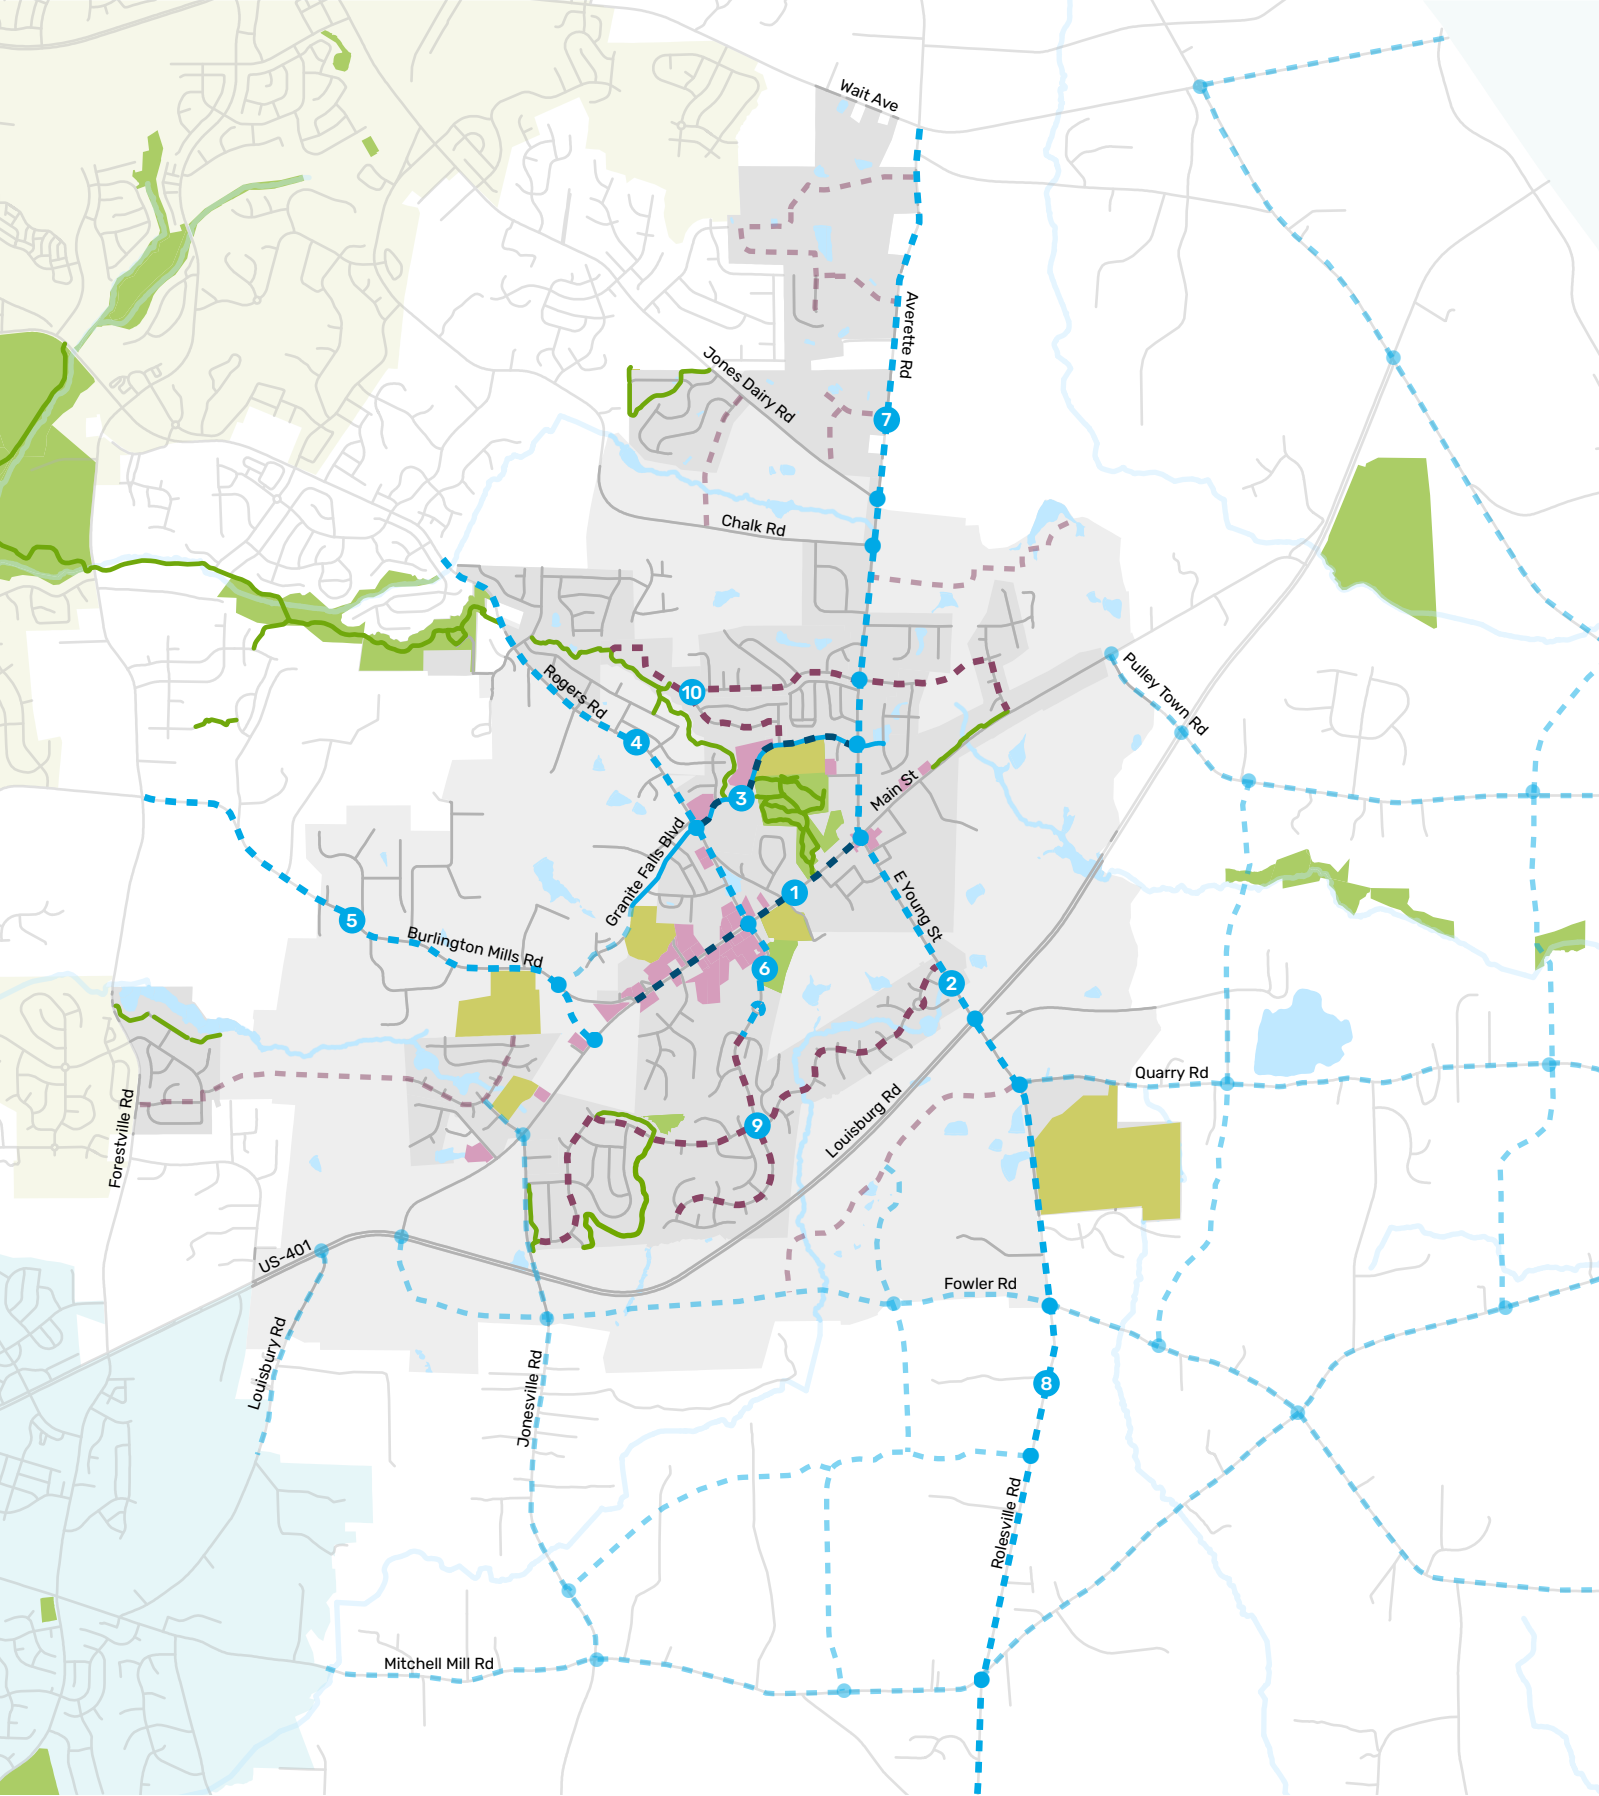 Wait Ave
Averette Rd
Jones Dairy Rd
7
Chalk Rd
Pulley Town Rd
Rogers Rd
10
4
3
Main St
Granite Falls Blvd
1
E Young St
5
Burlington Mills Rd
6
2
Quarry Rd
Forestville Rd
Louisburg Rd
9
US-401
Fowler Rd
Louisbury Rd
Jonesville Rd
8
Rolesville Rd
Mitchell Mill Rd